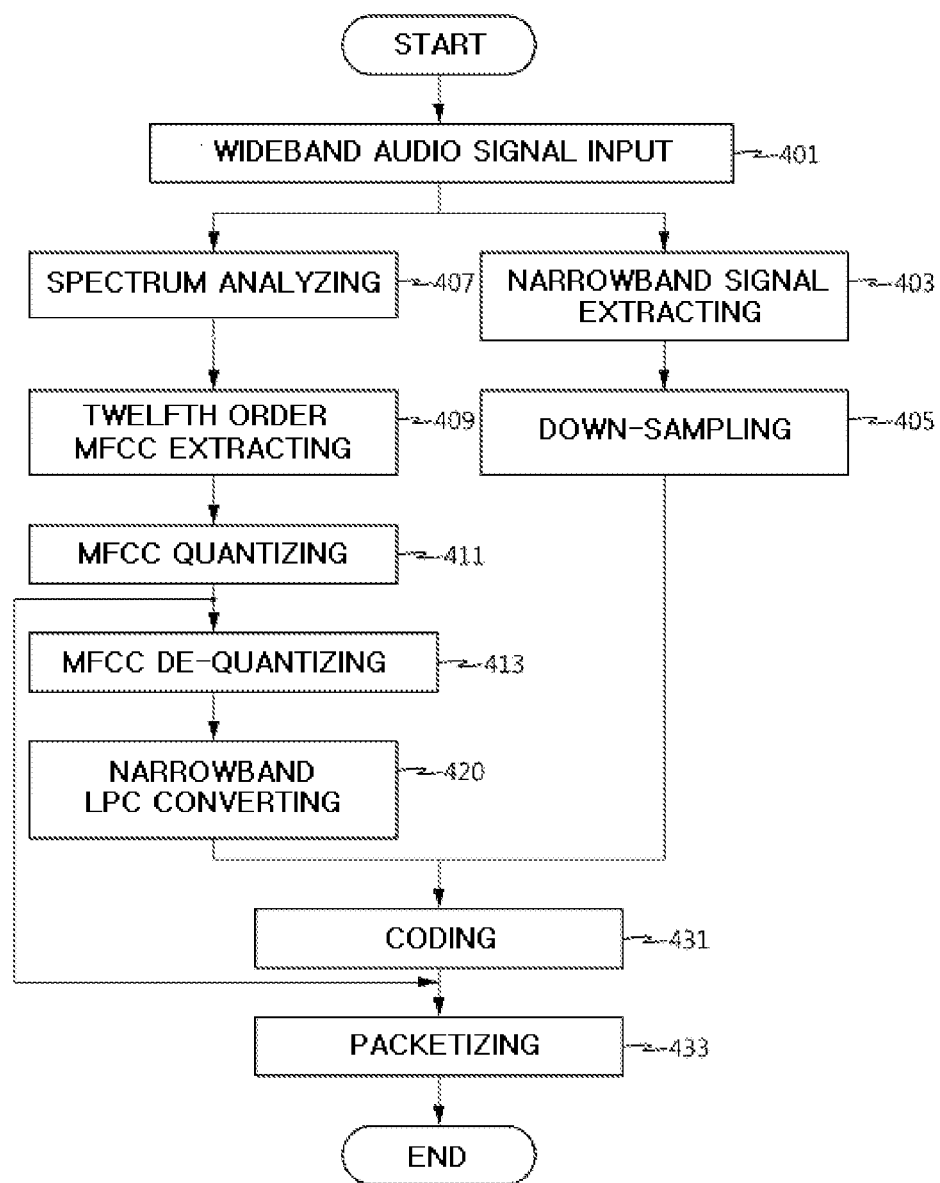 START
WIDEBAND AUDIO SIGNAL INPUT
401
SPECTRUM ANALYZING
407
NARROWBAND SIGNAL
EXTRACTING
403
TWELFTH ORDER
MFCC EXTRACTING
409
DOWN-SAMPLING
405
MFCC QUANTIZING
411
MFCC DE-QUANTIZING
413
NARROWBAND
LPC CONVERTING
420
CODING
431
PACKETIZING
433
END